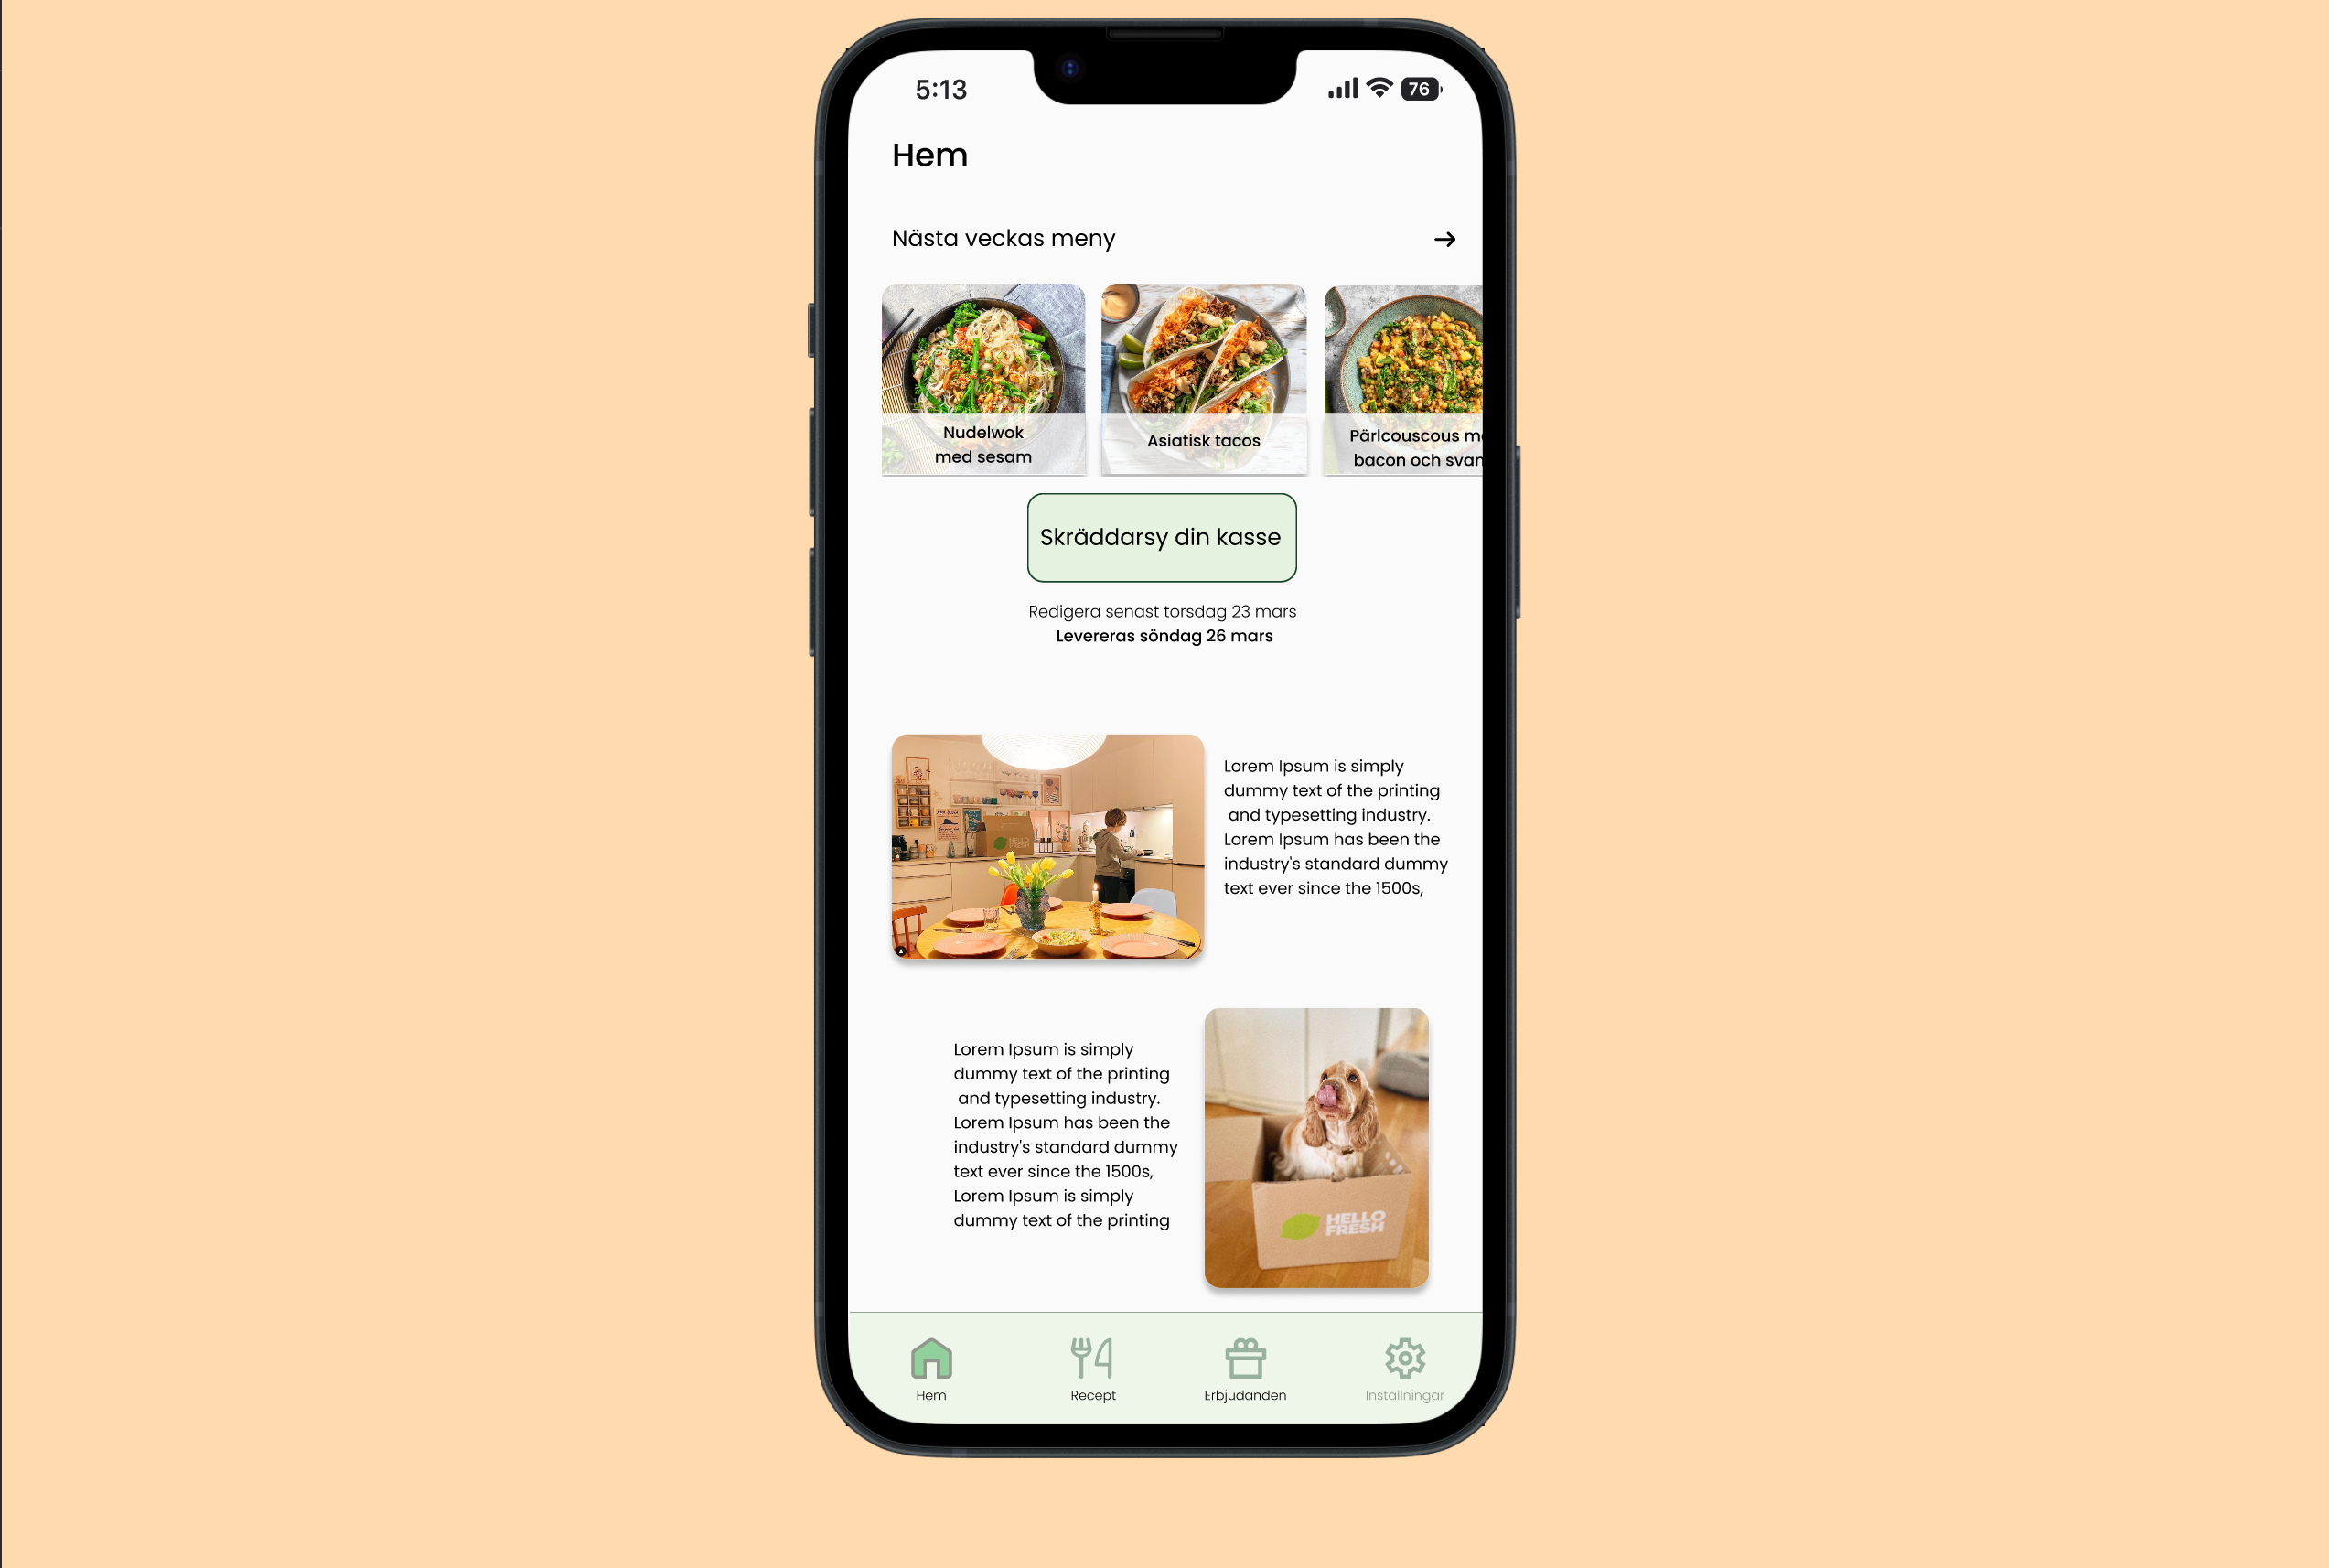 5:13
76
Hem
Nästa veckas meny
Nudelwok
med sesam
Asiatisk tacos
Pärlcouscous
bacon och
Skräddarsy din kasse
Redigera senast torsdag 23 mars
Levereras söndag 26 mars
HELLO
FRESH
Lorem Ipsum is simply
dummy text of the printing
and typesetting industry.
Lorem Ipsum has been the
industry's standard dummy
text ever since the 1500s,
Lorem Ipsum is simply
dummy text of the printing
and typesetting industry.
Lorem Ipsum has been the
industry's standard dummy
text ever since the 1500s,
Lorem Ipsum is simply
dummy text of the printing
HELLO
FRESH
Hem
Recept
Erbjudanden
Inställningar